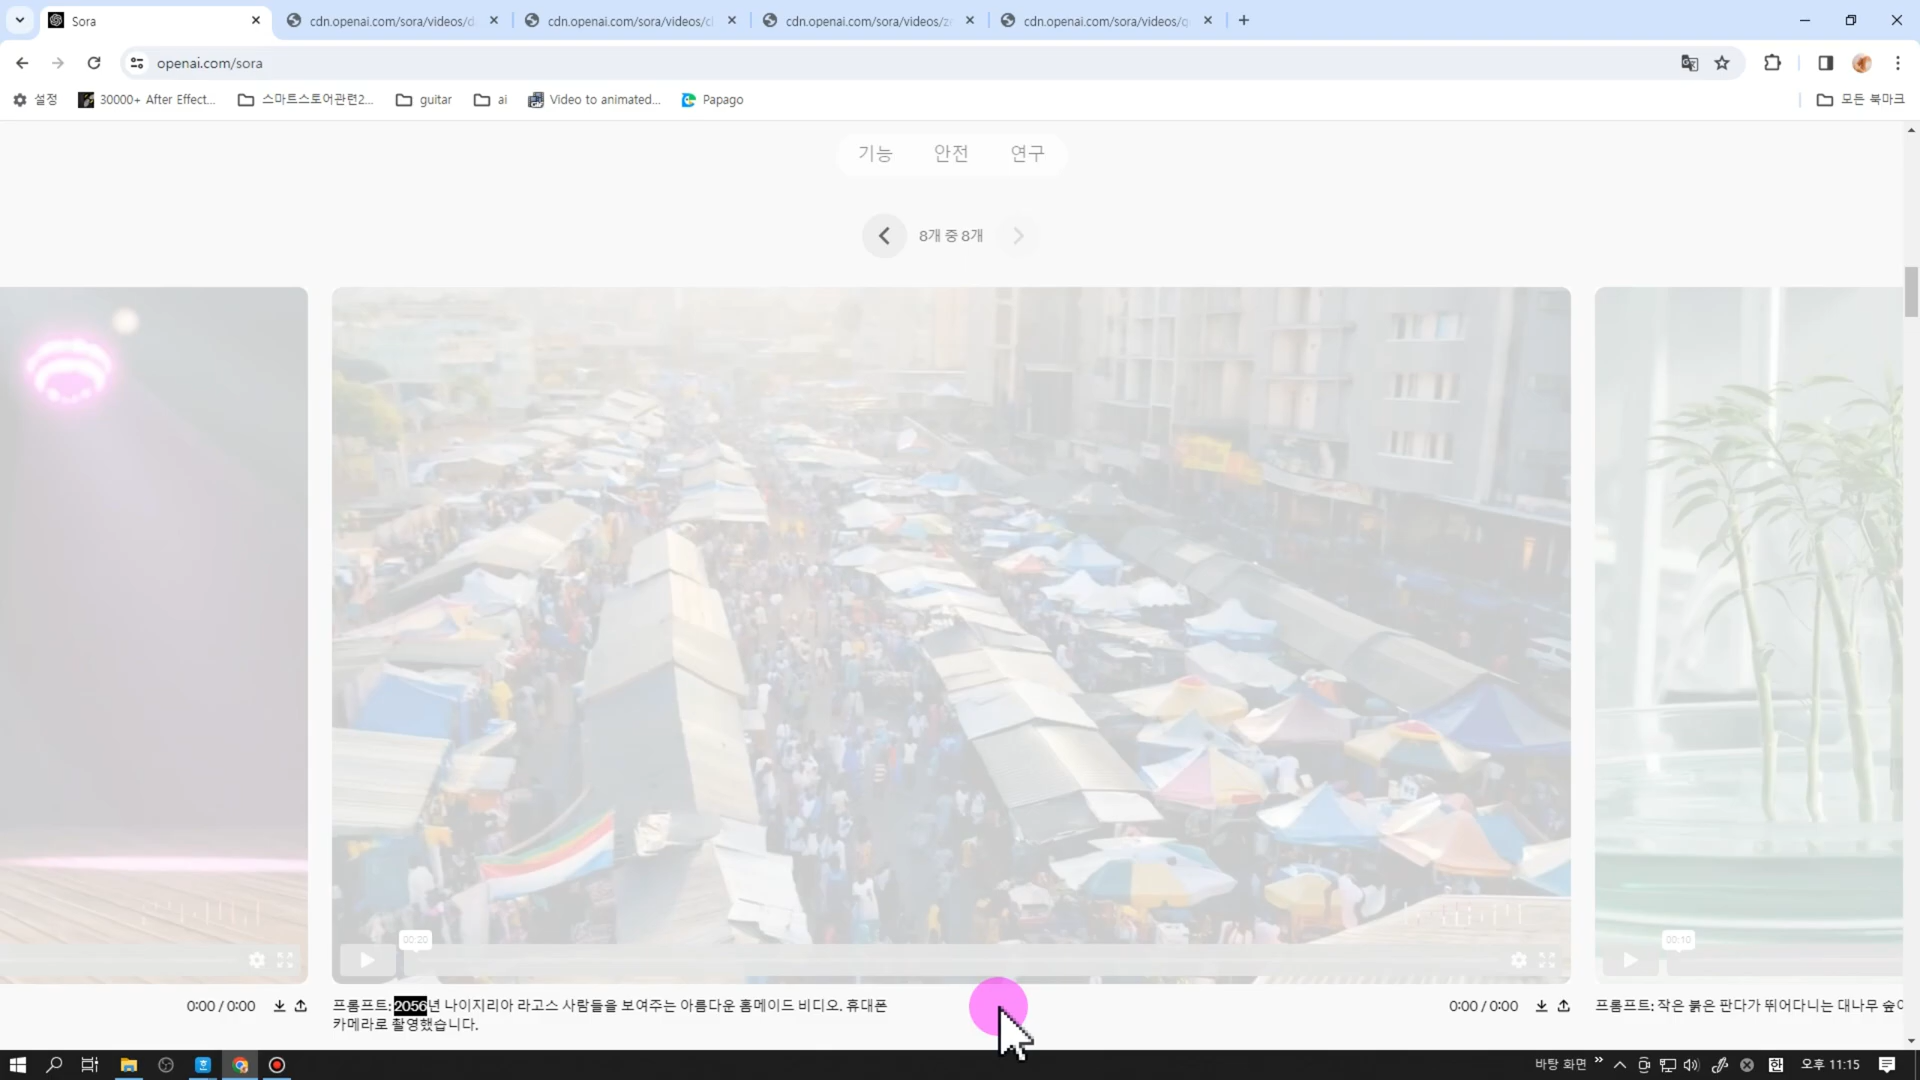 Sora
cdn.openai.com/sora/videos/
cdn.openai.com/sora/videos/
cdn.openai.com/sora/videos/
cdn.openai.com/sora/videos/
openai.com/sora
설정
30000+ After Effect...
스마트스토어관련2...
guitar
ai
Video to animated...
Papago
모든 북마크
기능
안전
연구
8개 중 8개
00:20
00:10
0:00 / 0:00
프롬프트: 2056년 나이지리아 라고스 사람들을 보여주는 아름다운 홈메이드 비디오. 휴대폰
카메라로 촬영했습니다.
0:00 / 0:00
프롬프트: 작은 붉은 판다가 뛰어다니는 대나무 숲이
바탕 화면
한
오후 11:15